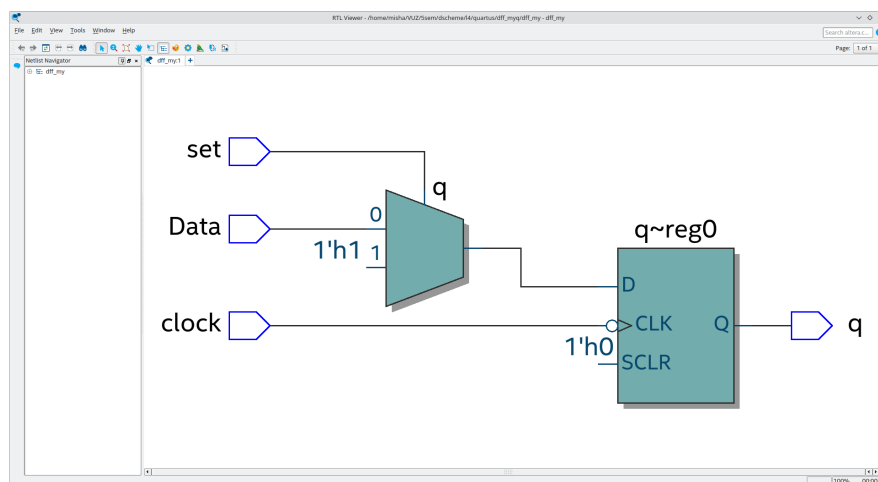 RTL Viewer - /home/misha/VUZ/5sem/dscheme/l4/quartus/dff_myq/dff_my - dff_my
File Edit View Tools Window Help
Search altera.c...
Page: 1 of 1
Netlist Navigator
dff_my:1
dff_my
set
q
Data
0
1'h1 1
q~reg0
D
clock
CLK
Q
q
1'h0
SCLR
100%
00:00